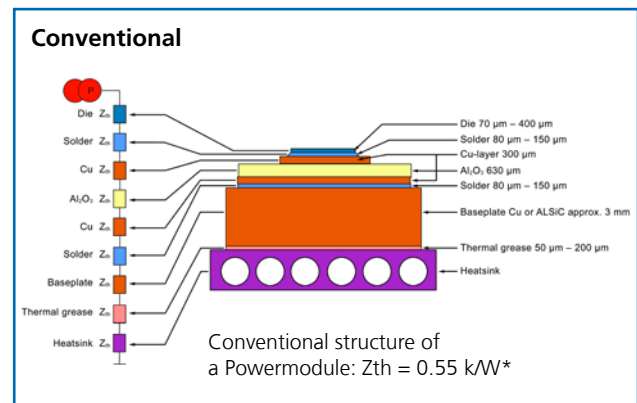 Conventional
P
Die Zth
Solder Zth
Cu Zth
Al₂O₃ Zth
Cu Zth
Solder Zth
Baseplate Zth
Thermal grease Zth
Heatsink Zth
Die 70 µm – 400 µm
Solder 80 µm – 150 µm
Cu-layer 300 µm
Al₂O₃ 630 µm
Solder 80 µm – 150 µm
Baseplate Cu or ALSiC approx. 3 mm
Thermal grease 50 µm – 200 µm
Heatsink
Conventional structure of
a Powermodule: Zth = 0.55 k/W*